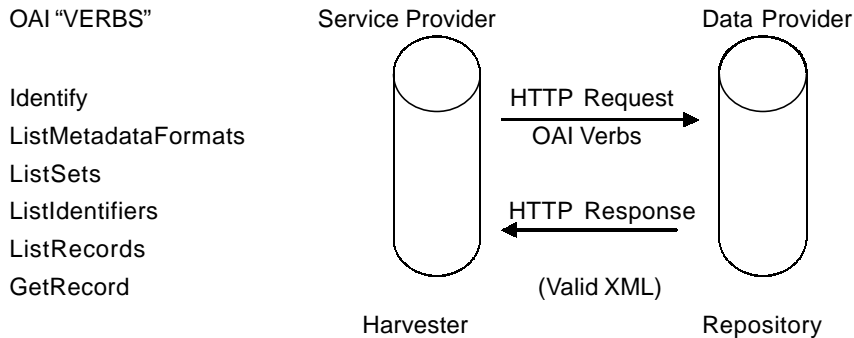 OAI “VERBS” Service Provider Data Provider
Identify HTTP Request
ListMetadataFormats OAI Verbs
ListSets
ListIdentifiers HTTP Response
ListRecords
GetRecord (Valid XML)
Harvester Repository